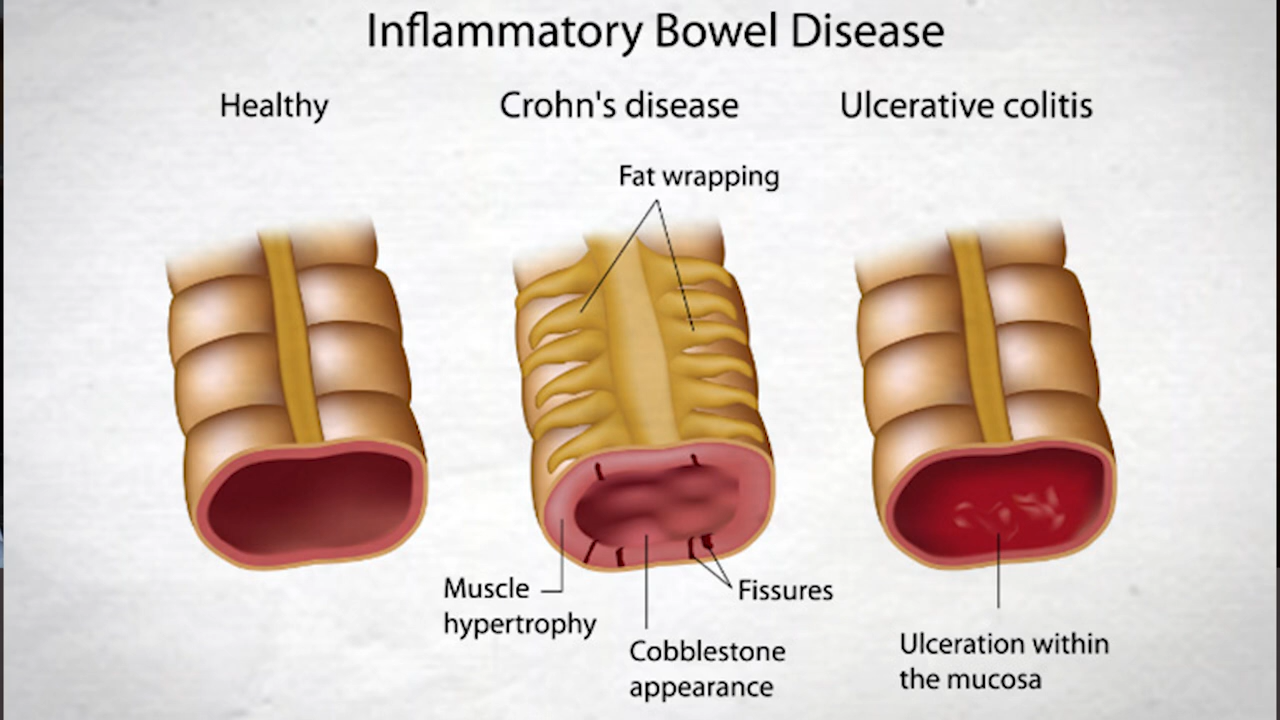 Inflammatory Bowel Disease
Healthy
Crohn's disease
Ulcerative colitis
Fat wrapping
Muscle
hypertrophy
Cobblestone
appearance
Fissures
Ulceration within
the mucosa